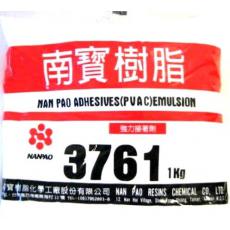 南寶樹脂
NAN PAO ADHESIVES(PVAC)EMULSION
強力接著劑
NANPAO
3761 1Kg
南寶樹脂化學工廠股份有限公司 NAN PAO RESINS CHEMICAL CO., LTD.